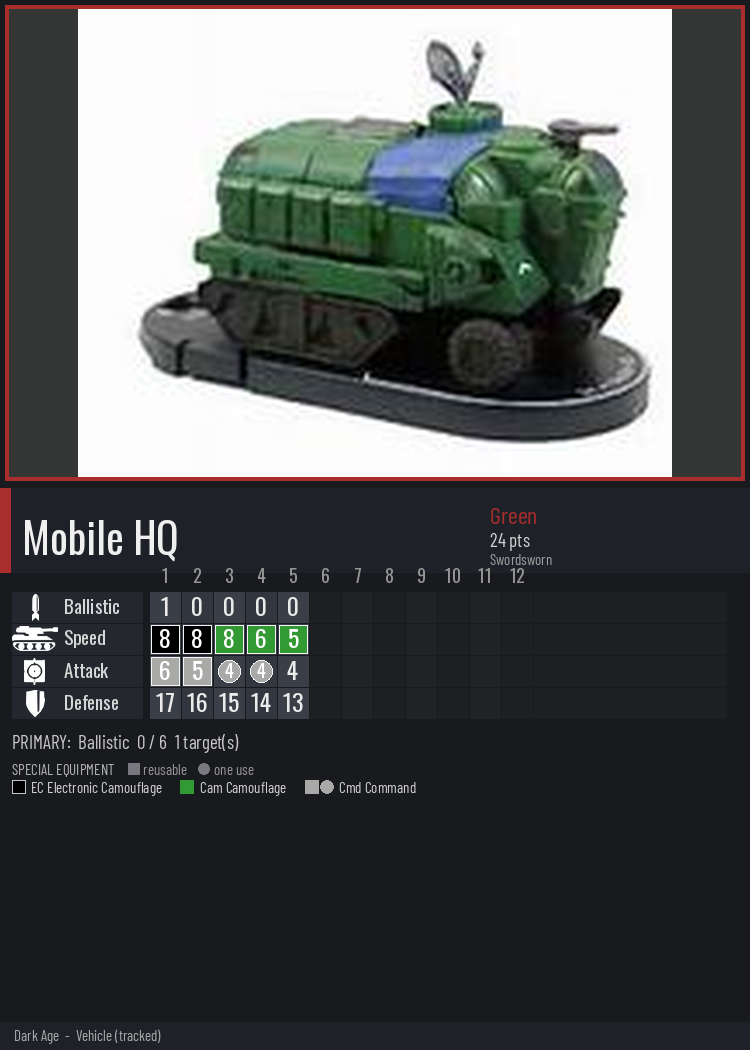 Mobile HQ
Green
24 pts
Swordsworn
1 2 3 4 5 6 7 8 9 10 11 12
Ballistic 1 0 0 0 0
Speed 8 8 8 6 5
Attack 6 5 4 4 4
Defense 17 16 15 14 13
PRIMARY: Ballistic 0 / 6 1 target(s)
SPECIAL EQUIPMENT reusable one use
EC Electronic Camouflage Cam Camouflage Cmd Command
Dark Age - Vehicle (tracked)